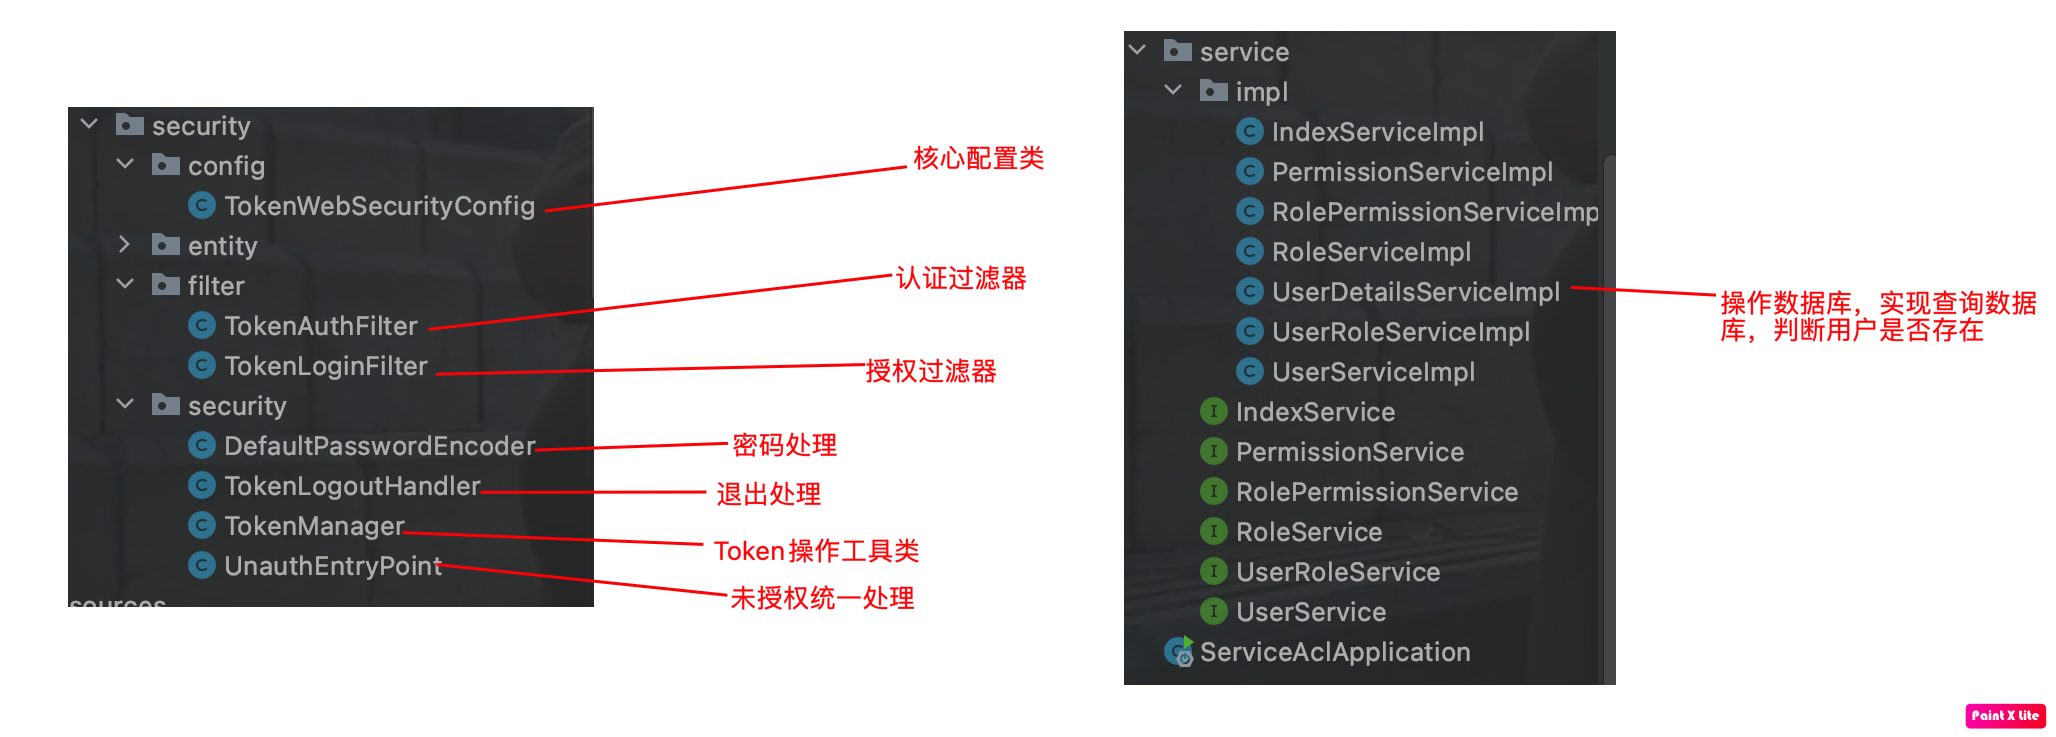 security
config
TokenWebSecurityConfig
entity
filter
TokenAuthFilter
TokenLoginFilter
security
DefaultPasswordEncoder
TokenLogoutHandler
TokenManager
UnauthEntryPoint
sources
核心配置类
认证过滤器
授权过滤器
密码处理
退出处理
Token操作工具类
未授权统一处理
service
impl
IndexServiceImpl
PermissionServiceImpl
RolePermissionServiceImp
RoleServiceImpl
UserDetailsServiceImpl
UserRoleServiceImpl
UserServiceImpl
IndexService
PermissionService
RolePermissionService
RoleService
UserRoleService
UserService
ServiceAclApplication
操作数据库，实现查询数据
库，判断用户是否存在
Paint X Lite